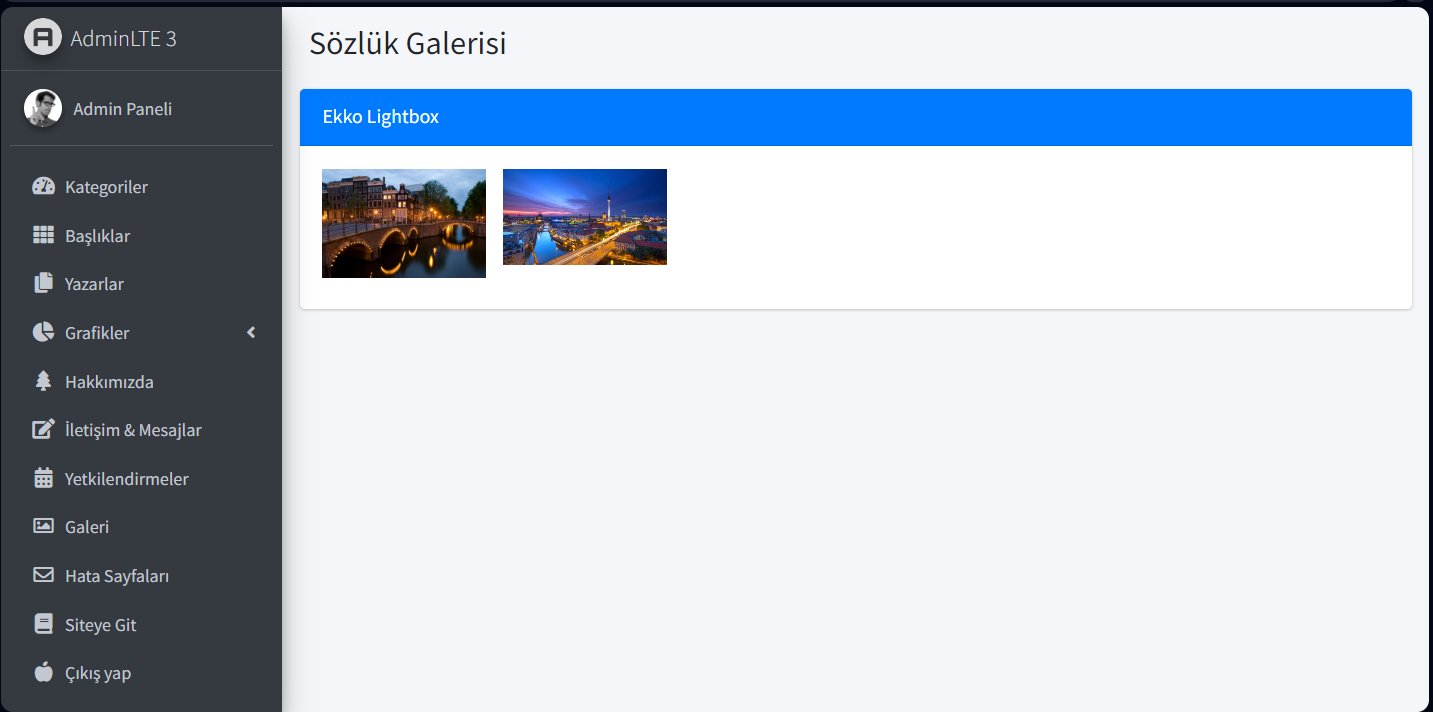 AdminLTE 3
Admin Paneli
Kategoriler
Başlıklar
Yazarlar
Grafikler
Hakkımızda
İletişim & Mesajlar
Yetkilendirmeler
Galeri
Hata Sayfaları
Siteye Git
Çıkış yap
Sözlük Galerisi
Ekko Lightbox